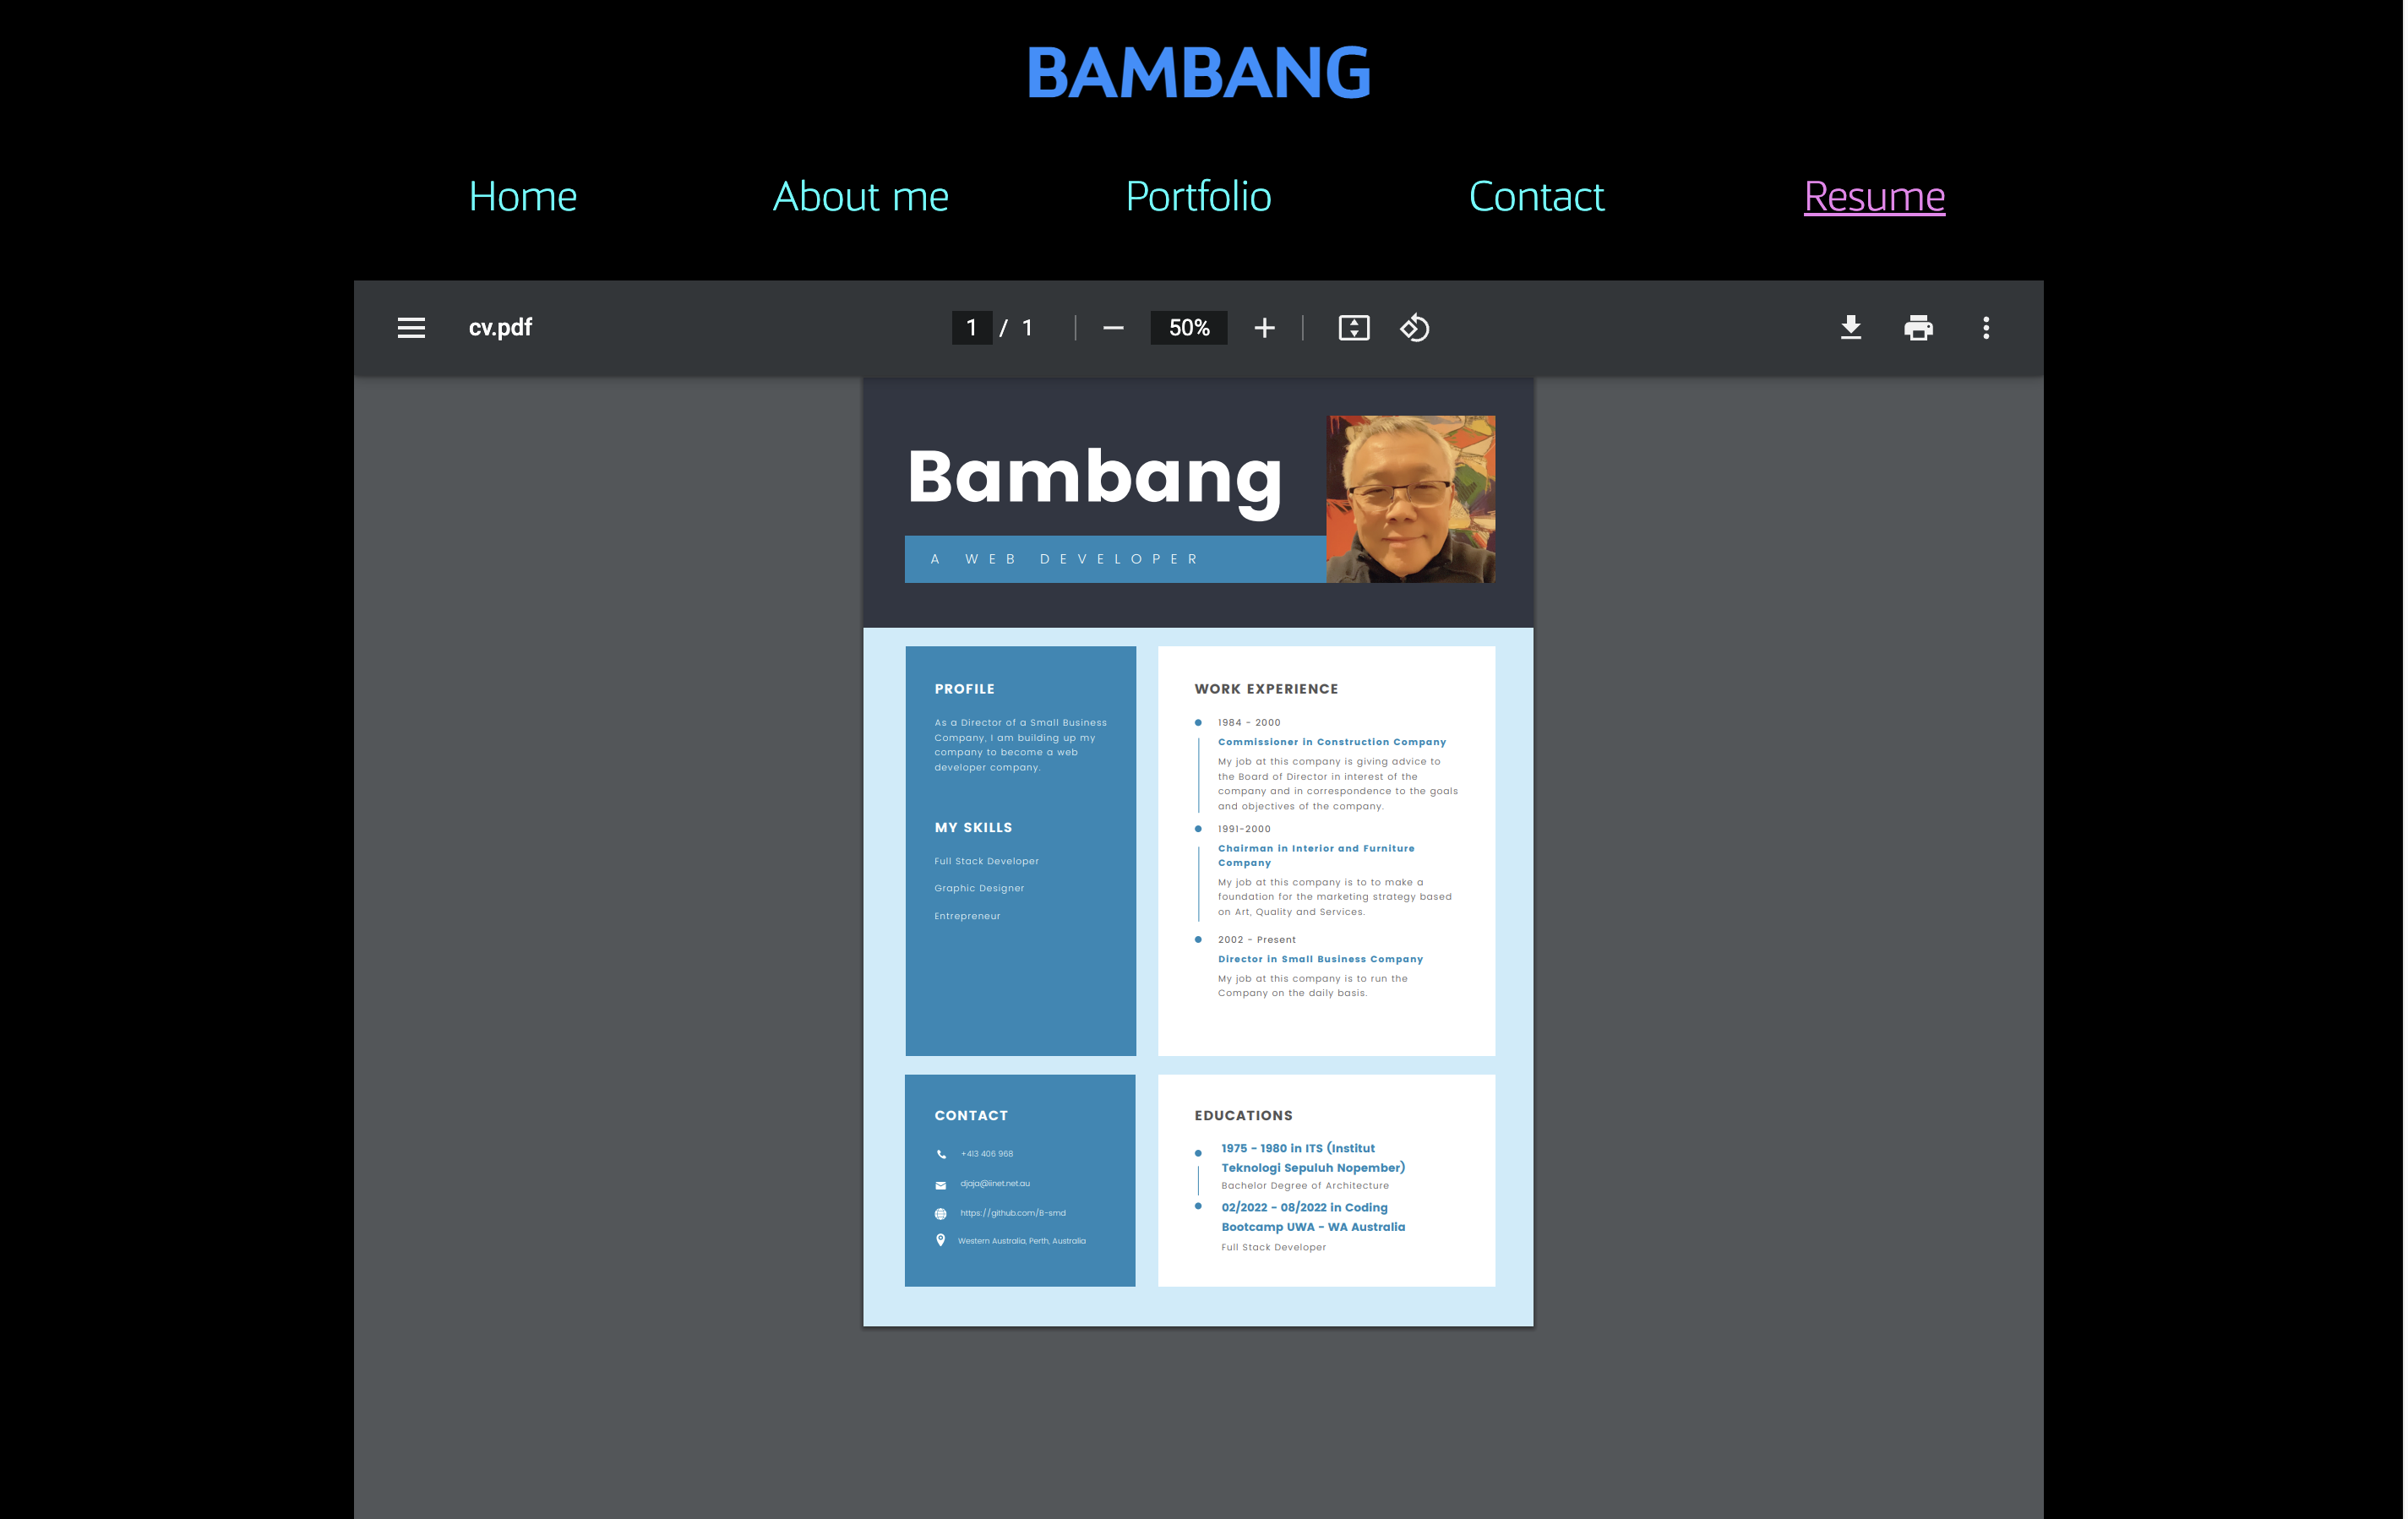 BAMBANG
Home
About me
Portfolio
Contact
Resume
cv.pdf
1 / 1
50%
Bambang
A WEB DEVELOPER
PROFILE
As a Director of a Small Business
Company, I am building up my
company to become a web
developer company.
MY SKILLS
Full Stack Developer
Graphic Designer
Entrepreneur
WORK EXPERIENCE
1984 - 2000
Commissioner in Construction Company
My job at this company is giving advice to
the Board of Director in interest of the
company and in correspondence to the goals
and objectives of the company.
1991-2000
Chairman in Interior and Furniture
Company
My job at this company is to to make a
foundation for the marketing strategy based
on Art, Quality and Services.
2002 - Present
Director in Small Business Company
My job at this company is to run the
Company on the daily basis.
CONTACT
+413 406 968
djaja@iinet.net.au
https://github.com/B-smd
Western Australia, Perth, Australia
EDUCATIONS
1975 - 1980 in ITS (Institut
Teknologi Sepuluh Nopember)
Bachelor Degree of Architecture
02/2022 - 08/2022 in Coding
Bootcamp UWA - WA Australia
Full Stack Developer